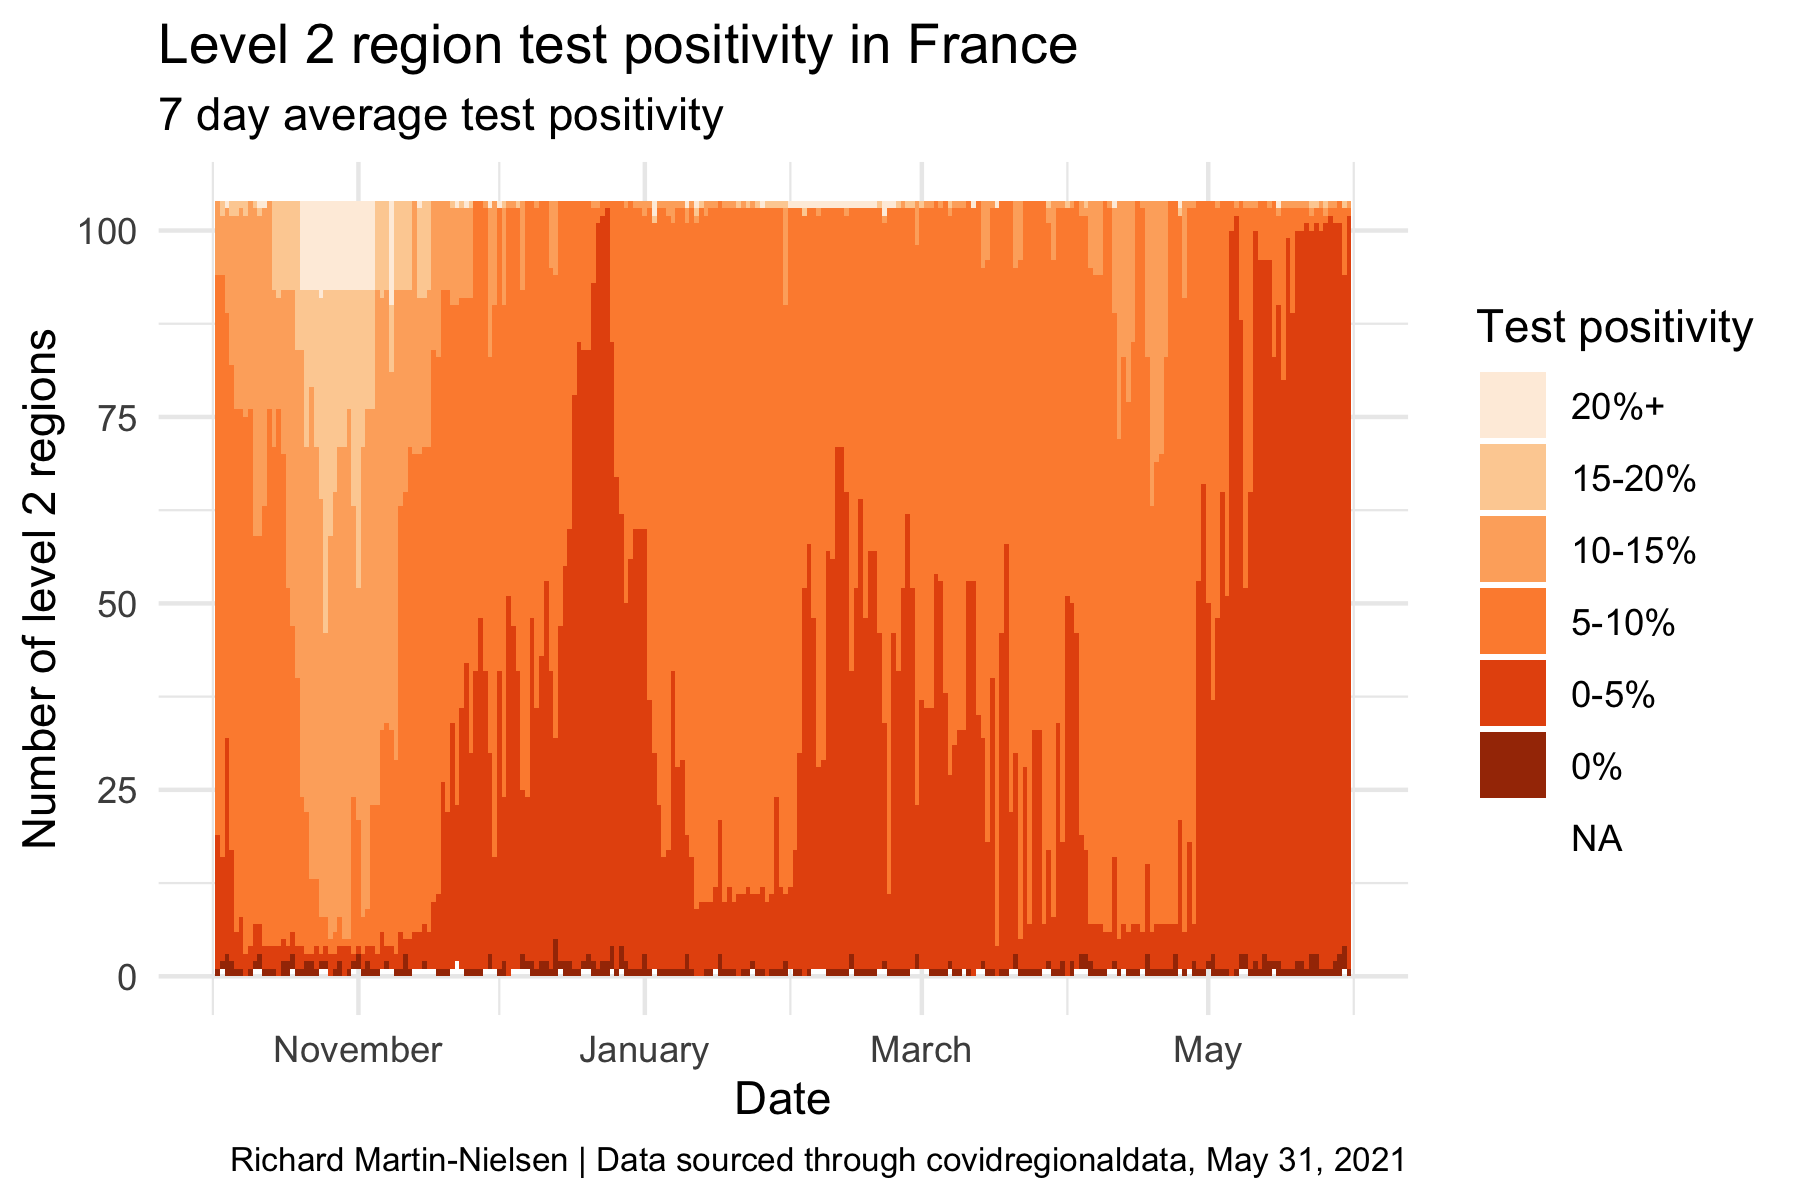 Level 2 region test positivity in France
7 day average test positivity
Number of level 2 regions
100
75
50
25
0
November
January
March
May
Date
Test positivity
20%+
15-20%
10-15%
5-10%
0-5%
0%
NA
Richard Martin-Nielsen | Data sourced through covidregionaldata, May 31, 2021